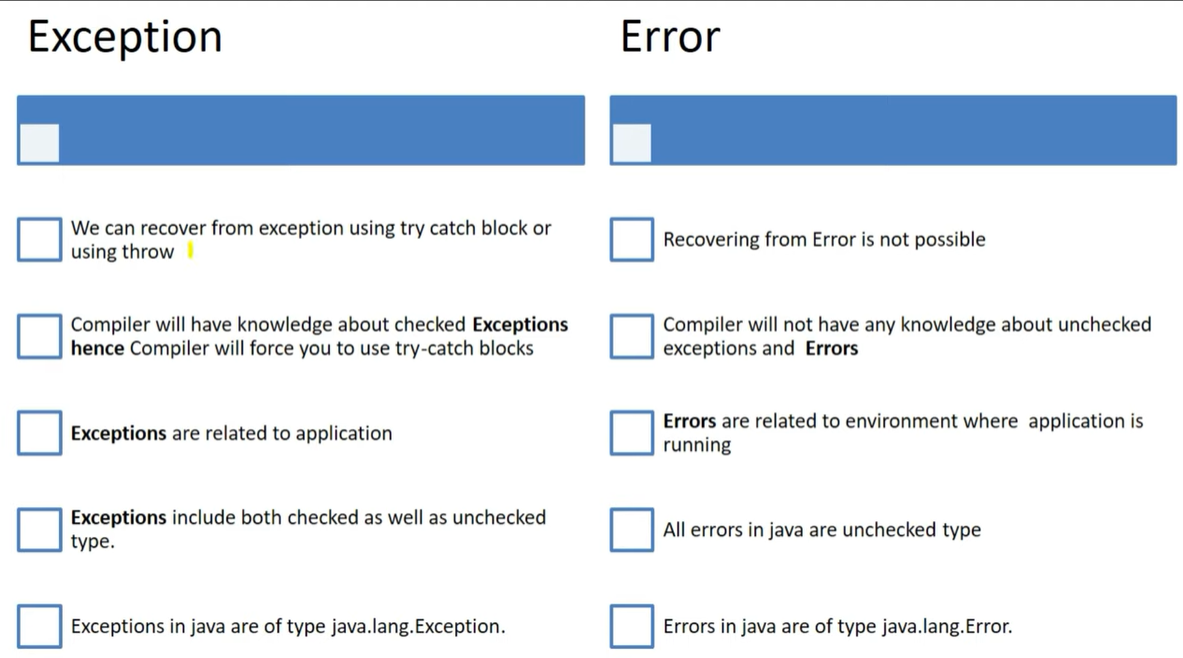 Exception
We can recover from exception using try catch block or
using throw
Compiler will have knowledge about checked Exceptions
hence Compiler will force you to use try-catch blocks
Exceptions are related to application
Exceptions include both checked as well as unchecked
type.
Exceptions in java are of type java.lang.Exception.
Error
Recovering from Error is not possible
Compiler will not have any knowledge about unchecked
exceptions and Errors
Errors are related to environment where application is
running
All errors in java are unchecked type
Errors in java are of type java.lang.Error.